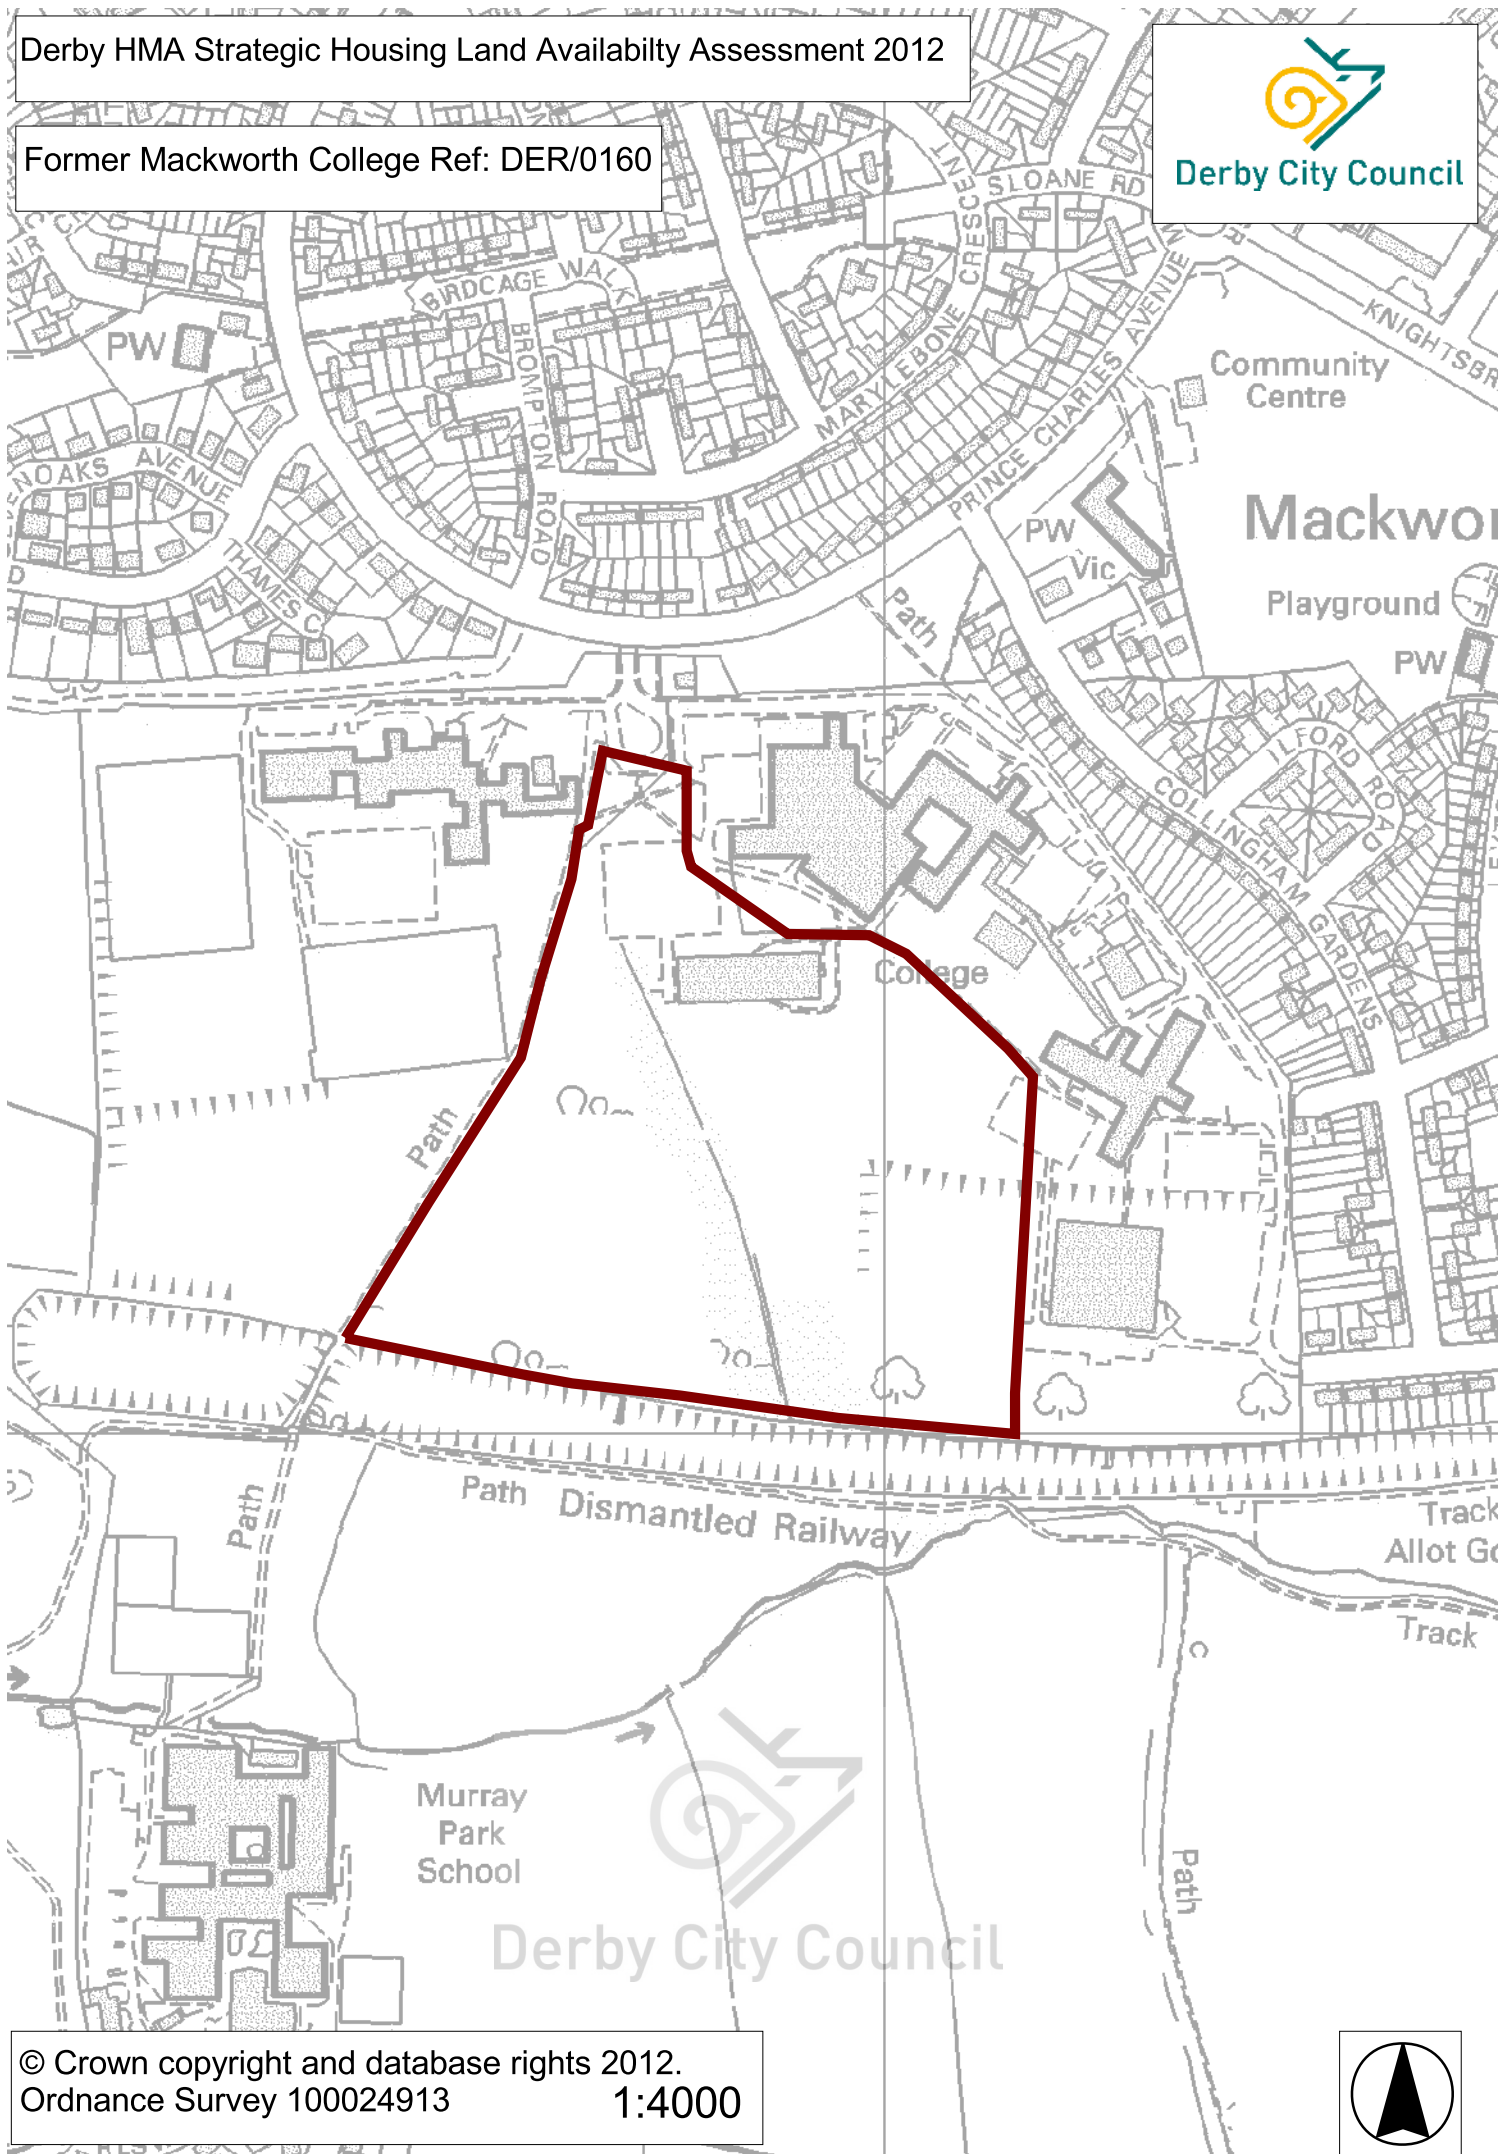 Derby HMA Strategic Housing Land Availabilty Assessment 2012
Former Mackworth College Ref: DER/0160
Derby City Council
SLOANE RD
BIRDCAGE WALK
BROMPTON ROAD
MARYLEBONE CRESCENT
PRINCE CHARLES AVENUE
KNIGHTSBR
PW
Community
Centre
NOAKS AVENUE
THAMES C
D
PW
Vic
Mackwor
Playground
PW
Path
ILFORD ROAD
COLLINGHAM GARDENS
College
Path
Path
Path
Dismantled Railway
Track
Allot Gd
Track
C
Murray
Park
School
Path
Derby City Council
© Crown copyright and database rights 2012.
Ordnance Survey 100024913
1:4000